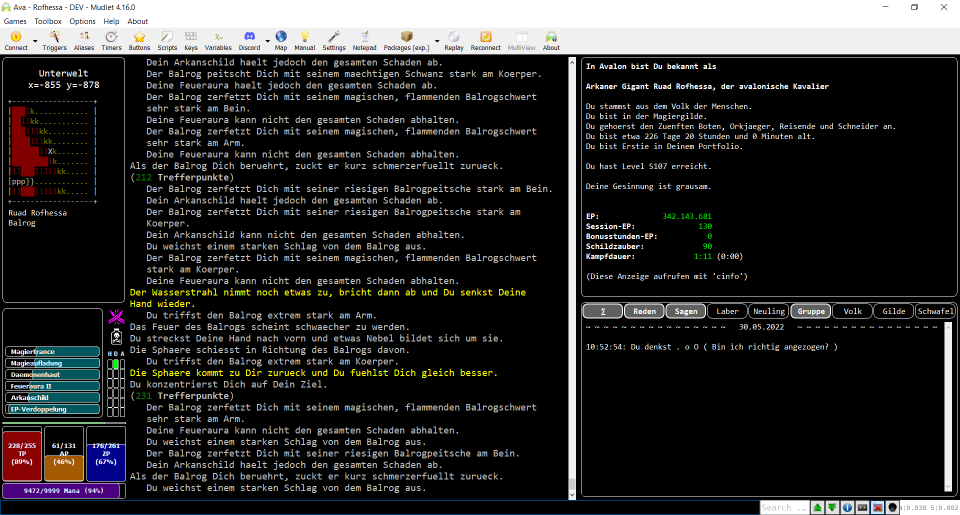 Ava - Rofhessa - DEV - Mudlet 4.16.0
Games Toolbox Options Help About
Connect Triggers Aliases Timers Buttons Scripts Keys Variables Discord Map Manual Settings Notepad Packages (exp.) Replay Reconnect MultiView About
Unterwelt
x=-855 y=-878
Ruad Rofhessa
Balrog
Magiertrance
Magieaufladung
Daemonenhaut
Feueraura II
Arkanschild
EP-Verdoppelung
H D A
228/255
TP
(89%)
61/131
AP
(46%)
176/261
ZP
(67%)
9472/9999 Mana (94%)
Dein Arkanschild haelt jedoch den gesamten Schaden ab.
Der Balrog peitscht Dich mit seinem maechtigen Schwanz stark am Koerper.
Deine Feueraura haelt jedoch den gesamten Schaden ab.
Der Balrog zerfetzt Dich mit seinem magischen, flammenden Balrogschwert
sehr stark am Bein.
Deine Feueraura kann nicht den gesamten Schaden abhalten.
Der Balrog zerfetzt Dich mit seinem magischen, flammenden Balrogschwert
sehr stark am Arm.
Deine Feueraura kann nicht den gesamten Schaden abhalten.
Als der Balrog Dich beruehrt, zuckt er kurz schmerzerfuellt zurueck.
(212 Trefferpunkte)
Der Balrog zerfetzt Dich mit seiner riesigen Balrogpeitsche stark am Bein.
Dein Arkanschild haelt jedoch den gesamten Schaden ab.
Der Balrog zerfetzt Dich mit seiner riesigen Balrogpeitsche stark am
Koerper.
Dein Arkanschild kann nicht den gesamten Schaden abhalten.
Du weichst einem starken Schlag von dem Balrog aus.
Der Balrog zerfetzt Dich mit seinem magischen, flammenden Balrogschwert
stark am Koerper.
Deine Feueraura kann nicht den gesamten Schaden abhalten.
Der Wasserstrahl nimmt noch etwas zu, bricht dann ab und Du senkst Deine
Hand wieder.
Du triffst den Balrog extrem stark am Arm.
Das Feuer des Balrogs scheint schwaecher zu werden.
Du streckst Deine Hand nach vorn und etwas Nebel bildet sich um sie.
Die Sphaere schiesst in Richtung des Balrogs davon.
Du triffst den Balrog extrem stark am Koerper.
Die Sphaere kommt zu Dir zurueck und Du fuehlst Dich gleich besser.
Du konzentrierst Dich auf Dein Ziel.
(231 Trefferpunkte)
Der Balrog zerfetzt Dich mit seinem magischen, flammenden Balrogschwert
sehr stark am Arm.
Deine Feueraura kann nicht den gesamten Schaden abhalten.
Du weichst einem starken Schlag von dem Balrog aus.
Der Balrog zerfetzt Dich mit seiner riesigen Balrogpeitsche am Bein.
Dein Arkanschild haelt jedoch den gesamten Schaden ab.
Als der Balrog Dich beruehrt, zuckt er kurz schmerzerfuellt zurueck.
Du weichst einem starken Schlag von dem Balrog aus.
In Avalon bist Du bekannt als
Arkaner Gigant Ruad Rofhessa, der avalonische Kavalier
Du stammst aus dem Volk der Menschen.
Du bist in der Magiergilde.
Du gehoerst den Zuenften Boten, Orkjaeger, Reisende und Schneider an.
Du bist etwa 226 Tage 20 Stunden und 0 Minuten alt.
Du bist Erstie in Deinem Portfolio.
Du hast Level S107 erreicht.
Deine Gesinnung ist grausam.
EP: 342.143.681
Session-EP: 130
Bonusstunden-EP: 0
Schildzauber: 90
Kampfdauer: 1:11 (0:00)
(Diese Anzeige aufrufen mit 'cinfo')
Σ Reden Sagen Laber Neuling Gruppe Volk Gilde Schwafel
~ ~ ~ ~ ~ ~ ~ ~ ~ ~ ~ ~ ~ ~ ~ ~ 30.05.2022 ~ ~ ~ ~ ~ ~ ~ ~ ~ ~ ~ ~ ~ ~ ~ ~
10:52:54: Du denkst . o O ( Bin ich richtig angezogen? )
Search ...
N:0.038 S:0.002